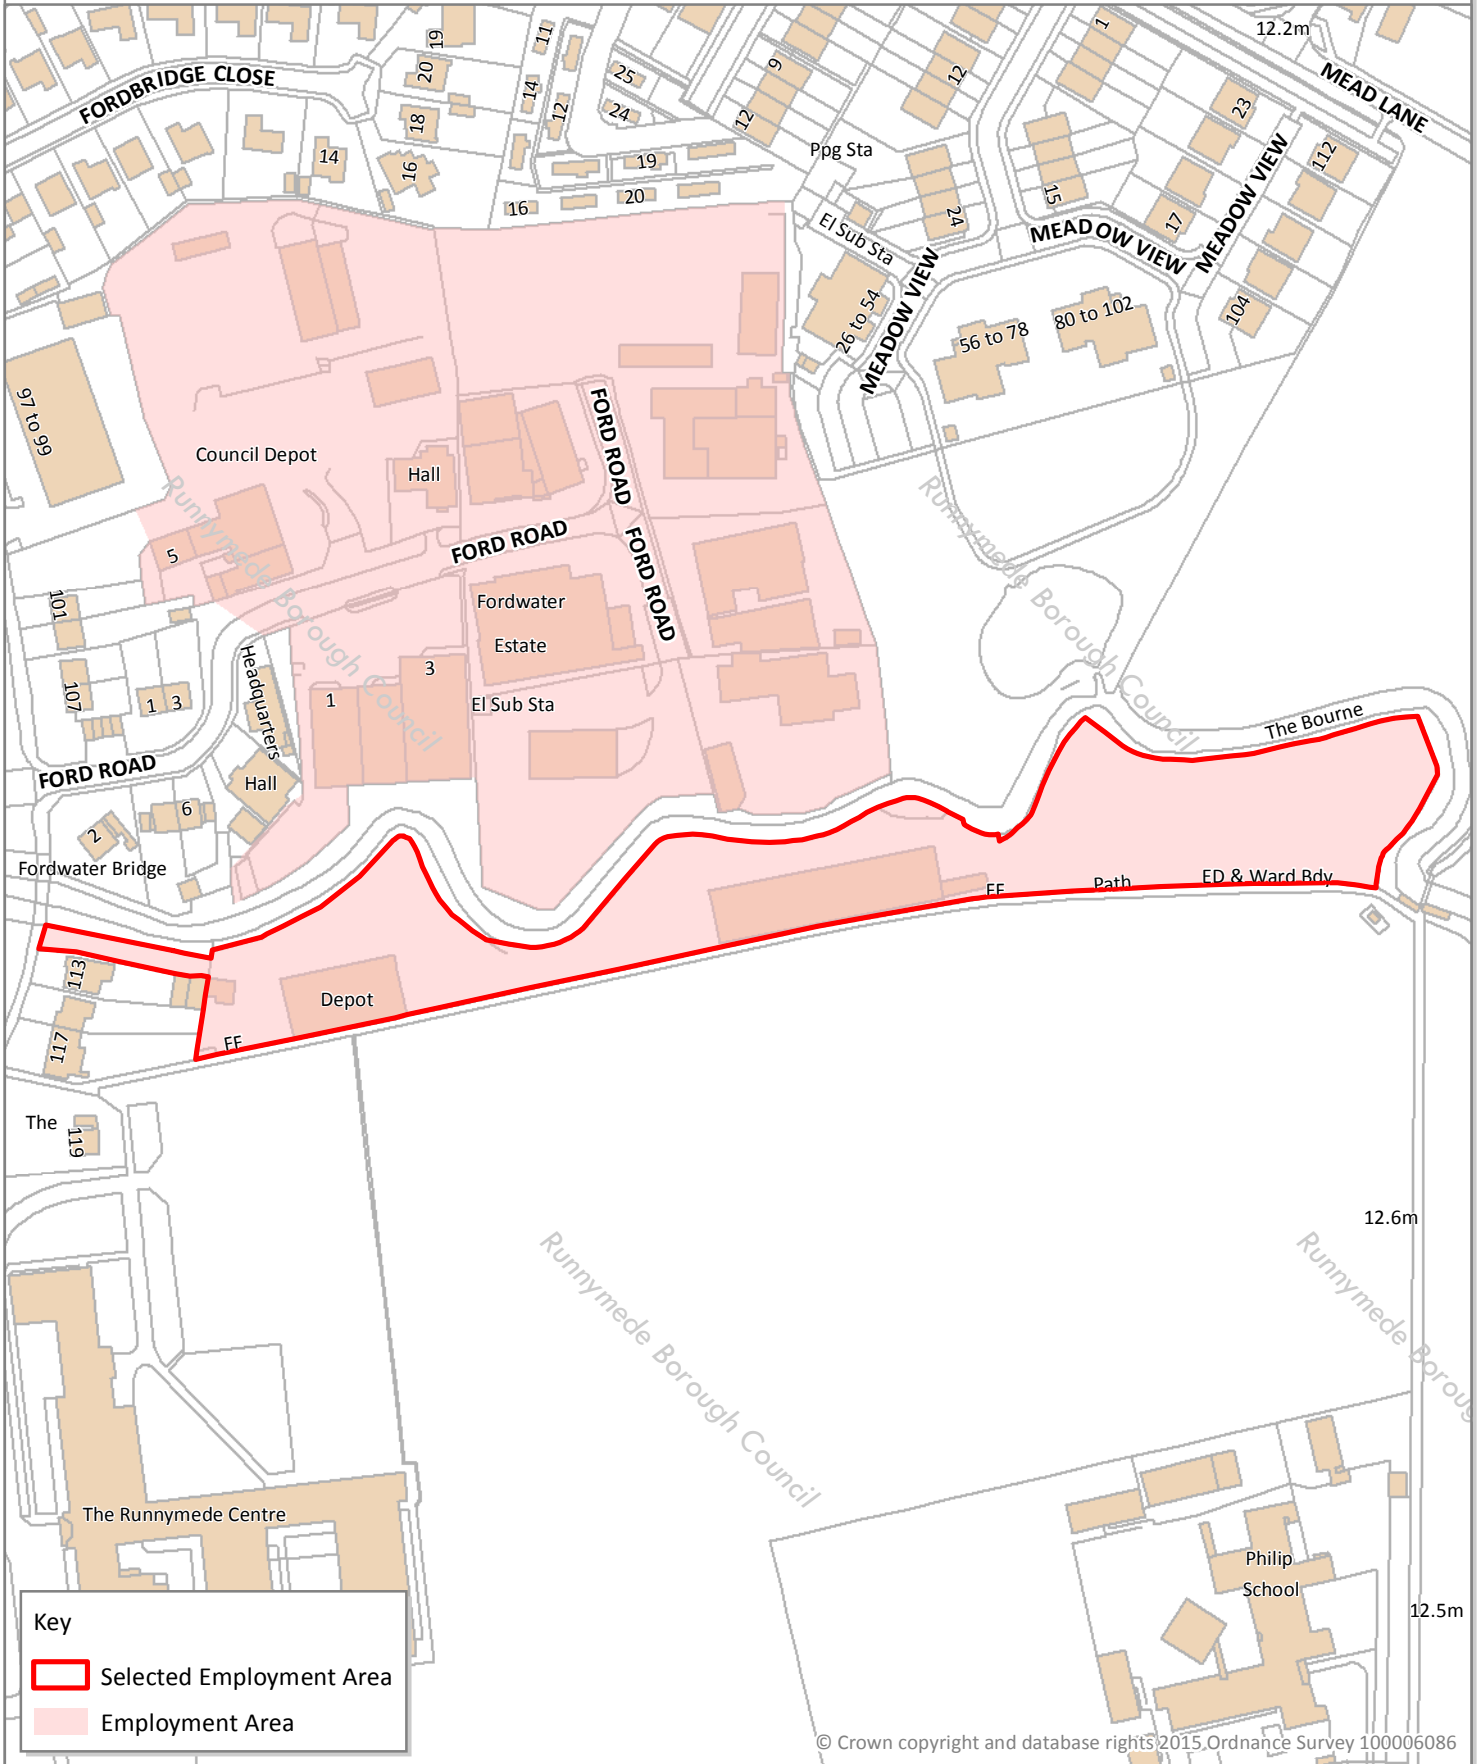 12.2m
MEAD LANE
FORDBRIDGE CLOSE
19
20
18
16
14
11
14
12
25
24
19
20
16
9
12
12
1
Ppg Sta
24
15
23
17
112
104
MEADOW VIEW
MEADOW VIEW
MEADOW VIEW
El Sub Sta
26 to 54
56 to 78
80 to 102
97 to 99
Council Depot
Hall
FORD ROAD
FORD ROAD
FORD ROAD
5
Fordwater
Estate
101
107
1 3
Headquarters
1
3
El Sub Sta
FORD ROAD
Hall
6
2
Fordwater Bridge
The Bourne
FF
Path
ED & Ward Bdy
113
117
Depot
FF
The
119
12.6m
Runnymede Borough Council
Runnymede Borough Council
Runnymede Borough Council
Runnymede Boroug
The Runnymede Centre
Philip
School
12.5m
Key
Selected Employment Area
Employment Area
© Crown copyright and database rights 2015 Ordnance Survey 100006086